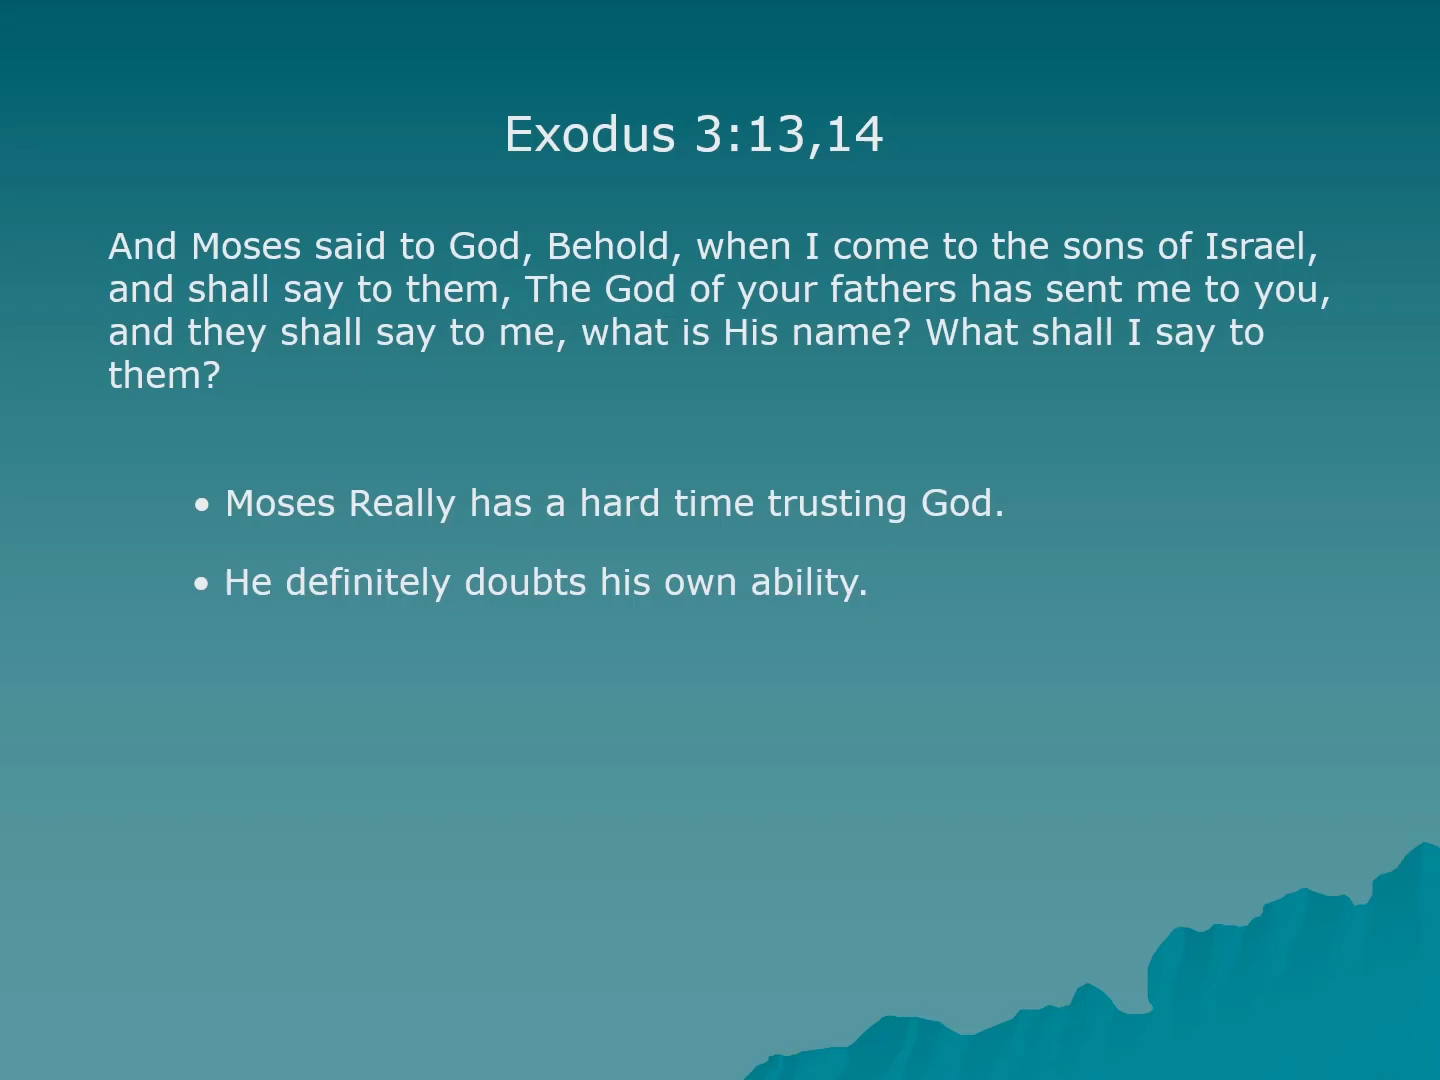 Exodus 3:13,14
And Moses said to God, Behold, when I come to the sons of Israel,
and shall say to them, The God of your fathers has sent me to you,
and they shall say to me, what is His name? What shall I say to
them?
• Moses Really has a hard time trusting God.
• He definitely doubts his own ability.